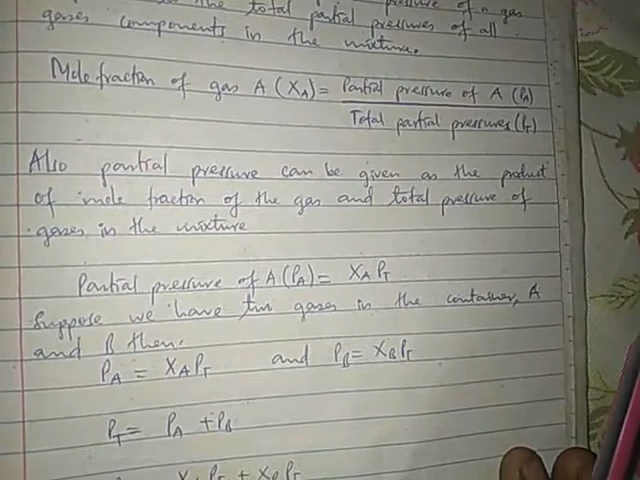 the total partial pressures of all
gases components in the mixture.
Mole fraction of gas A (XA) = Partial pressure of A (PA)
Total partial pressures (PT)
Also partial pressure can be given as the product
of mole fraction of the gas and total pressure of
gases in the mixture
Partial pressure of A (PA) = XA PT
Suppose we have two gases in the container, A
and B then.
PA = XA PT and PB = XB PT
PT = PA + PB
XA PT + XB PT